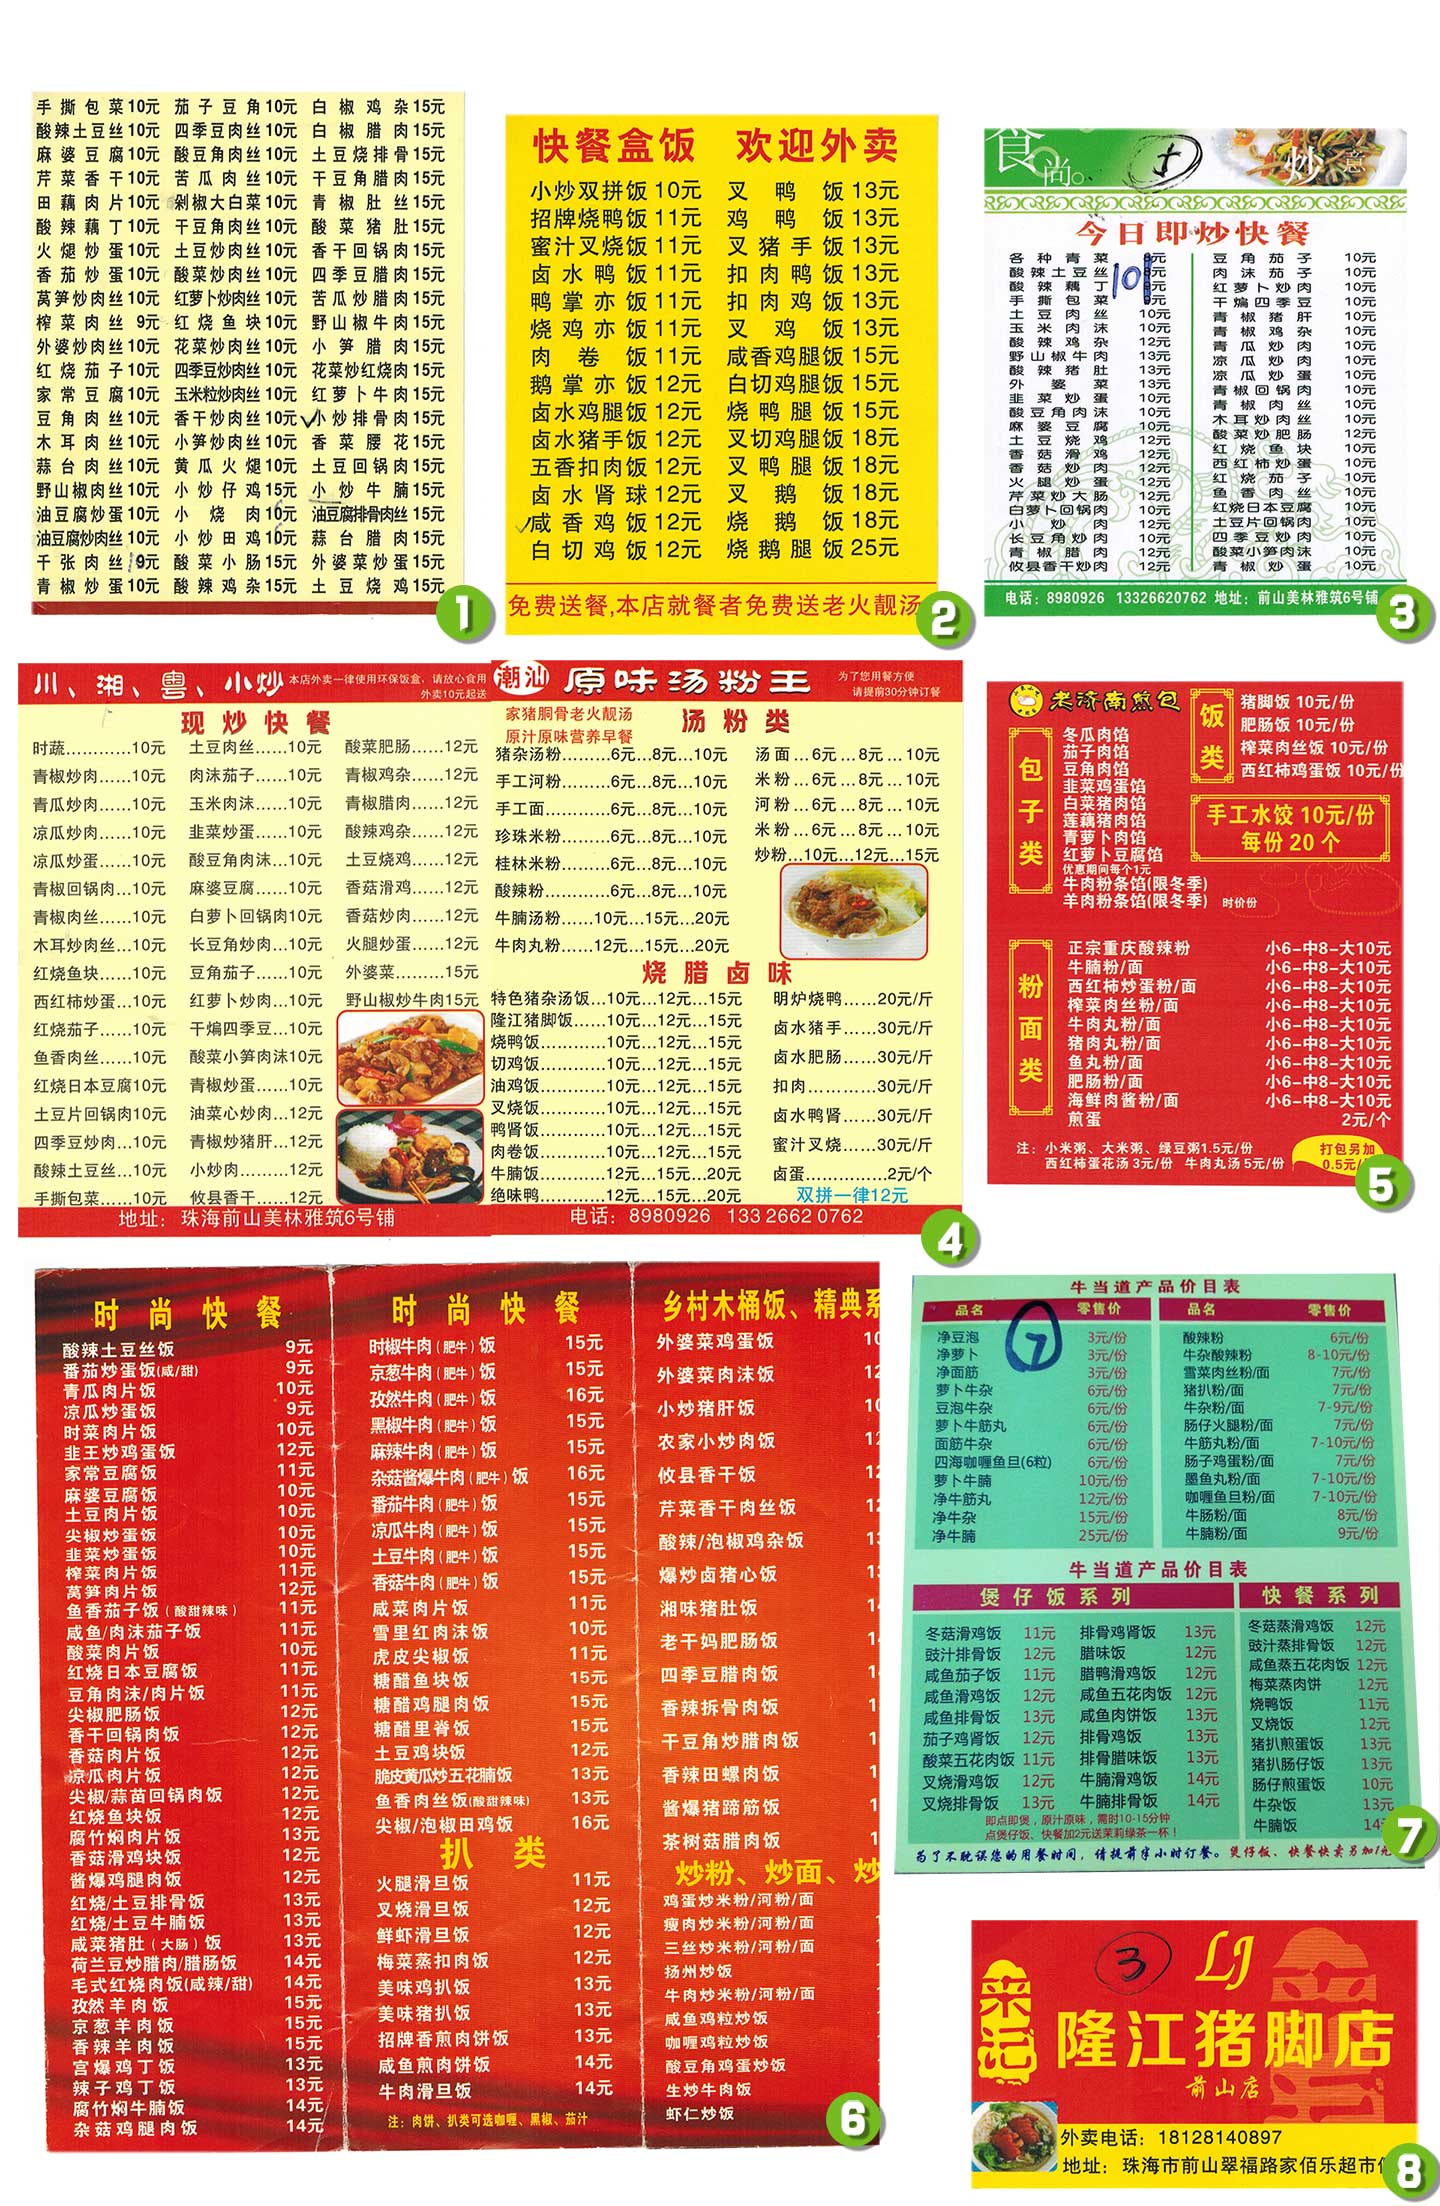 手撕包菜10元 茄子豆角10元 白椒鸡杂15元
酸辣土豆丝10元 四季豆肉丝10元 白椒腊肉15元
麻婆豆腐10元 酸豆角肉丝10元 土豆烧排骨15元
芹菜香干10元 苦瓜肉丝10元 干豆角腊肉15元
田藕肉片10元 剁椒大白菜10元 青椒肚丝15元
酸辣藕丁10元 干豆角肉丝10元 酸菜猪肚15元
火腿炒蛋10元 土豆炒肉丝10元 香干回锅肉15元
香茄炒蛋10元 酸菜炒肉丝10元 四季豆腊肉15元
莴笋炒肉丝10元 红萝卜炒肉丝10元 苦瓜炒腊肉15元
榨菜肉丝9元 红烧鱼块10元 野山椒牛肉15元
外婆炒肉丝10元 花菜炒肉丝10元 小笋腊肉15元
红烧茄子10元 四季豆炒肉丝10元 花菜炒红烧肉15元
家常豆腐10元 玉米粒炒肉丝10元 红萝卜牛肉15元
豆角肉丝10元 香干炒肉丝10元 小炒排骨肉15元
木耳肉丝10元 小笋炒肉丝10元 香菜腰花15元
蒜台肉丝10元 黄瓜火腿10元 土豆回锅肉15元
野山椒肉丝10元 小炒仔鸡15元 小炒牛腩15元
油豆腐炒蛋10元 小烧肉10元 油豆腐排骨肉丝15元
油豆腐炒肉丝10元 小炒田鸡10元 蒜台腊肉15元
千张肉丝9元 酸菜小肠15元 外婆菜炒蛋15元
青椒炒蛋10元 酸辣鸡杂15元 土豆烧鸡15元
1
快餐盒饭 欢迎外卖
小炒双拼饭10元 叉鸭饭13元
招牌烧鸭饭11元 鸡鸭饭13元
蜜汁叉烧饭11元 叉猪手饭13元
卤水鸭饭11元 扣肉鸭饭13元
鸭掌亦饭11元 扣肉鸡饭13元
烧鸡亦饭11元 叉鸡饭13元
肉卷饭11元 咸香鸡腿饭15元
鹅掌亦饭12元 白切鸡腿饭15元
卤水鸡腿饭12元 烧鸭腿饭15元
卤水猪手饭12元 叉切鸡腿饭18元
五香扣肉饭12元 叉鸭腿饭18元
卤水肾球12元 叉鹅饭18元
咸香鸡饭12元 烧鹅饭18元
白切鸡饭12元 烧鹅腿饭25元
免费送餐,本店就餐者免费送老火靓汤
2
食尚。 炒意
今日即炒快餐
各种青菜 豆角茄子 10元
酸辣土豆丝 101 肉沫茄子 10元
酸辣藕丁 红萝卜炒肉 10元
手撕包菜 干煸四季豆 10元
土豆肉丝 10元 青椒猪肝 10元
玉米肉沫 10元 青椒鸡杂 10元
酸辣鸡杂 12元 青瓜炒肉 10元
野山椒牛肉 13元 凉瓜炒肉 10元
酸辣猪肚 13元 凉瓜炒蛋 10元
外婆菜 13元 青椒回锅肉 10元
韭菜炒蛋 10元 青椒肉丝 10元
酸豆角肉沫 10元 木耳炒肉丝 10元
麻婆豆腐 10元 酸菜炒肥肠 12元
土豆烧鸡 12元 红烧鱼块 10元
香菇滑鸡 12元 西红柿炒蛋 10元
香菇炒肉 12元 红烧茄子 10元
火腿炒蛋 12元 鱼香肉丝 10元
芹菜炒大肠 12元 红烧日本豆腐 10元
白萝卜回锅肉 10元 土豆片回锅肉 10元
小炒肉 12元 四季豆炒肉 10元
长豆角炒肉 10元 酸菜小笋肉沫 10元
青椒腊肉 12元 青椒炒蛋 10元
攸县香干炒肉 12元
电话：8980926 13326620762 地址：前山美林雅筑6号铺
3
川、湘、粤、小炒 本店外卖一律使用环保饭盒，请放心食用
外卖10元起送
现炒快餐
时蔬............10元 土豆肉丝......10元 酸菜肥肠......12元
青椒炒肉......10元 肉沫茄子......10元 青椒鸡杂......12元
青瓜炒肉......10元 玉米肉沫......10元 青椒腊肉......12元
凉瓜炒肉......10元 韭菜炒蛋......10元 酸辣鸡杂......12元
凉瓜炒蛋......10元 酸豆角肉沫...10元 土豆烧鸡......12元
青椒回锅肉...10元 麻婆豆腐......10元 香菇滑鸡......12元
青椒肉丝......10元 白萝卜回锅肉10元 香菇炒肉......12元
木耳炒肉丝...10元 长豆角炒肉...10元 火腿炒蛋......12元
红烧鱼块......10元 豆角茄子......10元 外婆菜.........15元
西红柿炒蛋...10元 红萝卜炒肉...10元 野山椒炒牛肉15元
红烧茄子......10元 干煸四季豆...10元
鱼香肉丝......10元 酸菜小笋肉沫10元
红烧日本豆腐10元 青椒炒蛋......10元
土豆片回锅肉10元 油菜心炒肉...12元
四季豆炒肉...10元 青椒炒猪肝...12元
酸辣土豆丝...10元 小炒肉.........12元
手撕包菜......10元 攸县香干......12元
地址：珠海前山美林雅筑6号铺
潮汕 原味汤粉王 为了您用餐方便
请提前30分钟订餐
家猪胴骨老火靓汤
原汁原味营养早餐
汤粉类
猪杂汤粉.........6元...8元...10元 汤面...6元...8元...10元
手工河粉.........6元...8元...10元 米粉...6元...8元...10元
手工面............6元...8元...10元 河粉...6元...8元...10元
珍珠米粉.........6元...8元...10元 米粉...6元...8元...10元
桂林米粉.........6元...8元...10元 炒粉...10元...12元...15元
酸辣粉............6元...8元...10元
牛腩汤粉......10元...15元...20元
牛肉丸粉......12元...15元...20元
烧腊卤味
特色猪杂汤饭...10元...12元...15元 明炉烧鸭......20元/斤
隆江猪脚饭......10元...12元...15元 卤水猪手......30元/斤
烧鸭饭............10元...12元...15元 卤水肥肠......30元/斤
切鸡饭............10元...12元...15元 扣肉............30元/斤
油鸡饭............10元...12元...15元 卤水鸭肾......30元/斤
叉烧饭............10元...12元...15元 蜜汁叉烧......30元/斤
鸭肾饭............10元...12元...15元 卤蛋............2元/个
肉卷饭............10元...12元...15元 双拼一律12元
牛腩饭............12元...15元...20元
绝味鸭............12元...15元...20元
电话：8980926 133 2662 0762
4
老济南煎包
包子类
冬瓜肉馅
茄子肉馅
豆角肉馅
韭菜鸡蛋馅
白菜猪肉馅
莲藕猪肉馅
青萝卜肉馅
红萝卜豆腐馅
优惠期间每个1元
牛肉粉条馅(限冬季)
羊肉粉条馅(限冬季) 时价份
饭类
猪脚饭 10元/份
肥肠饭 10元/份
榨菜肉丝饭 10元/份
西红柿鸡蛋饭 10元/份
手工水饺 10元/份
每份 20 个
粉面类
正宗重庆酸辣粉 小6-中8-大10元
牛腩粉/面 小6-中8-大10元
西红柿炒蛋粉/面 小6-中8-大10元
榨菜肉丝粉/面 小6-中8-大10元
牛肉丸粉/面 小6-中8-大10元
猪肉丸粉/面 小6-中8-大10元
鱼丸粉/面 小6-中8-大10元
肥肠粉/面 小6-中8-大10元
海鲜肉酱粉/面 小6-中8-大10元
煎蛋 2元/个
注：小米粥、大米粥、绿豆粥1.5元/份
西红柿蛋花汤 3元/份 牛肉丸汤 5元/份
打包另加
0.5元/
5
时尚快餐
酸辣土豆丝饭 9元
番茄炒蛋饭(咸/甜) 9元
青瓜肉片饭 10元
凉瓜炒蛋饭 9元
时菜肉片饭 10元
韭王炒鸡蛋饭 12元
家常豆腐饭 11元
麻婆豆腐饭 10元
土豆肉片饭 10元
尖椒炒蛋饭 10元
韭菜炒蛋饭 10元
榨菜肉片饭 11元
莴笋肉片饭 12元
鱼香茄子饭（酸甜辣味） 11元
咸鱼/肉沫茄子饭 11元
酸菜肉片饭 10元
红烧日本豆腐饭 11元
豆角肉沫/肉片饭 11元
尖椒肥肠饭 12元
香干回锅肉饭 12元
香菇肉片饭 12元
凉瓜肉片饭 12元
尖椒/蒜苗回锅肉饭 12元
红烧鱼块饭 12元
腐竹焖肉片饭 13元
香菇滑鸡块饭 12元
酱爆鸡腿肉饭 12元
红烧/土豆排骨饭 13元
红烧/土豆牛腩饭 13元
咸菜猪肚（大肠）饭 13元
荷兰豆炒腊肉/腊肠饭 14元
毛式红烧肉饭(咸辣/甜) 14元
孜然羊肉饭 15元
京葱羊肉饭 15元
香辣羊肉饭 15元
宫爆鸡丁饭 13元
辣子鸡丁饭 13元
腐竹焖牛腩饭 14元
杂菇鸡腿肉饭 14元
时尚快餐
时椒牛肉（肥牛）饭 15元
京葱牛肉（肥牛）饭 15元
孜然牛肉（肥牛）饭 16元
黑椒牛肉（肥牛）饭 15元
麻辣牛肉（肥牛）饭 15元
杂菇酱爆牛肉（肥牛）饭 16元
番茄牛肉（肥牛）饭 15元
凉瓜牛肉（肥牛）饭 15元
土豆牛肉（肥牛）饭 15元
香菇牛肉（肥牛）饭 15元
咸菜肉片饭 11元
雪里红肉沫饭 10元
虎皮尖椒饭 11元
糖醋鱼块饭 12元
糖醋鸡腿肉饭 12元
糖醋里脊饭 15元
土豆鸡块饭 12元
脆皮黄瓜炒五花腩饭 13元
鱼香肉丝饭(酸甜辣味) 13元
尖椒/泡椒田鸡饭 16元
扒类
火腿滑旦饭 11元
叉烧滑旦饭 12元
鲜虾滑旦饭 12元
梅菜蒸扣肉饭 12元
美味鸡扒饭 13元
美味猪扒饭 13元
招牌香煎肉饼饭 13元
咸鱼煎肉饼饭 14元
牛肉滑旦饭 14元
注：肉饼、扒类可选咖喱、黑椒、茄汁
乡村木桶饭、精典系
外婆菜鸡蛋饭 10
外婆菜肉沫饭 12
小炒猪肝饭 10
农家小炒肉饭 12
攸县香干饭 12
芹菜香干肉丝饭 12
酸辣/泡椒鸡杂饭 13
爆炒卤猪心饭 13
湘味猪肚饭 14
老干妈肥肠饭 14
四季豆腊肉饭 14
香辣拆骨肉饭 1
干豆角炒腊肉饭 1
香辣田螺肉饭 1
酱爆猪蹄筋饭 1
茶树菇腊肉饭 1
炒粉、炒面、炒
鸡蛋炒米粉/河粉/面
瘦肉炒米粉/河粉/面
三丝炒米粉/河粉/面
扬州炒饭
牛肉炒米粉/河粉/面
咸鱼鸡粒炒饭
咖喱鸡粒炒饭
酸豆角鸡蛋炒饭
生炒牛肉饭
虾仁炒饭
6
牛当道产品价目表
品名 零售价 品名 零售价
7
净豆泡 3元/份 酸辣粉 6元/份
净萝卜 3元/份 牛杂酸辣粉 8-10元/份
净面筋 3元/份 雪菜肉丝粉/面 7元/份
萝卜牛杂 6元/份 猪扒粉/面 7元/份
豆泡牛杂 6元/份 牛杂粉/面 7-9元/份
萝卜牛筋丸 6元/份 肠仔火腿粉/面 7元/份
面筋牛杂 6元/份 牛筋丸粉/面 7-10元/份
四海咖喱鱼旦(6粒) 6元/份 肠子鸡蛋粉/面 7元/份
萝卜牛腩 10元/份 墨鱼丸粉/面 7-10元/份
净牛筋丸 12元/份 咖喱鱼旦粉/面 7-10元/份
净牛杂 15元/份 牛肠粉/面 8元/份
净牛腩 25元/份 牛腩粉/面 9元/份
牛当道产品价目表
煲仔饭系列 快餐系列
冬菇滑鸡饭 11元 排骨鸡肾饭 13元 冬菇蒸滑鸡饭 12元
豉汁排骨饭 12元 腊味饭 12元 豉汁蒸排骨饭 12元
咸鱼茄子饭 11元 腊鸭滑鸡饭 12元 咸鱼蒸五花肉饭 12元
咸鱼滑鸡饭 12元 咸鱼五花肉饭 12元 梅菜蒸肉饼 12元
咸鱼排骨饭 13元 咸鱼肉饼饭 13元 烧鸭饭 11元
茄子鸡肾饭 12元 排骨鸡饭 13元 叉烧饭 12元
酸菜五花肉饭 11元 排骨腊味饭 13元 猪扒煎蛋饭 13元
叉烧滑鸡饭 12元 牛腩滑鸡饭 14元 猪扒肠仔饭 13元
叉烧排骨饭 13元 牛腩排骨饭 14元 肠仔煎蛋饭 10元
牛杂饭 13元
牛腩饭 14
即点即煲，原汁原味，需时10-15分钟
点煲仔饭、快餐加2元送茉莉绿茶一杯！
为了不耽误您的用餐时间，请提前半小时订餐。煲仔饭、快餐快卖另加1元
7
3
LJ
隆江猪脚店
前山店
外卖电话：18128140897
地址：珠海市前山翠福路家佰乐超市
8